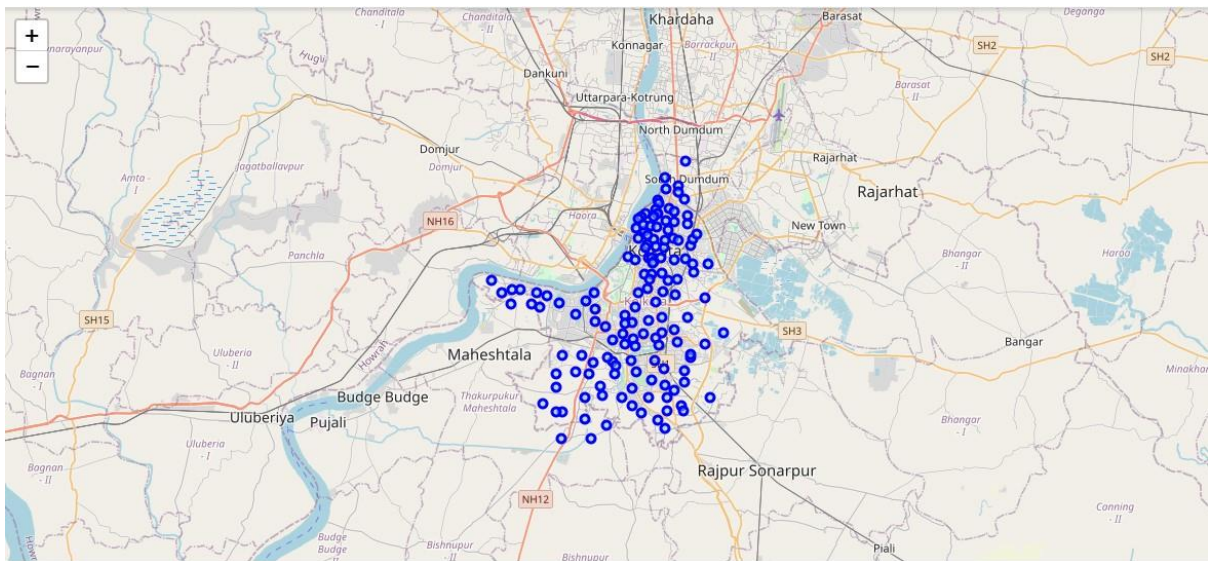 +
−
Chanditala
- II
Chanditala
- II
Khardaha
Barasat
Deganga
Hugli
Konnagar
Barrackpur
- II
SH2
SH2
Dankuni
Uttarpara-Kotrung
Barasat
- II
North Dumdum
Domjur
Domjur
Rajarhat
Amta -
- I
Jagatballavpur
South Dumdum
Rajarhat
Haora
NH16
New Town
Panchla
Bhangar
- II
Haroa
SH15
SH3
Howrah
Uluberia
- II
Maheshtala
Bangar
Bagnan
- I
Budge Budge
Thakurpukur
Maheshtala
Uluberiya
Pujali
Uluberia
- I
Bhangar
- I
Bagnan
- II
Rajpur Sonarpur
NH12
Canning
- II
Budge
Budge
- II
Bishnupur
- I
Bishnupur
Piali